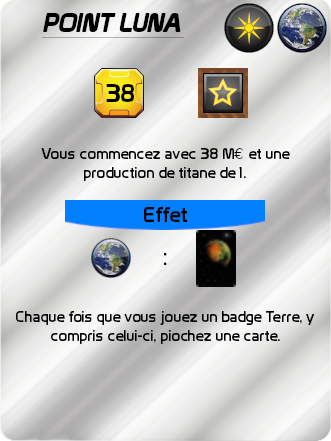 POINT LUNA
38
Vous commencez avec 38 M€ et une
production de titane de 1.
Effet
:
Chaque fois que vous jouez un badge Terre, y
compris celui-ci, piochez une carte.